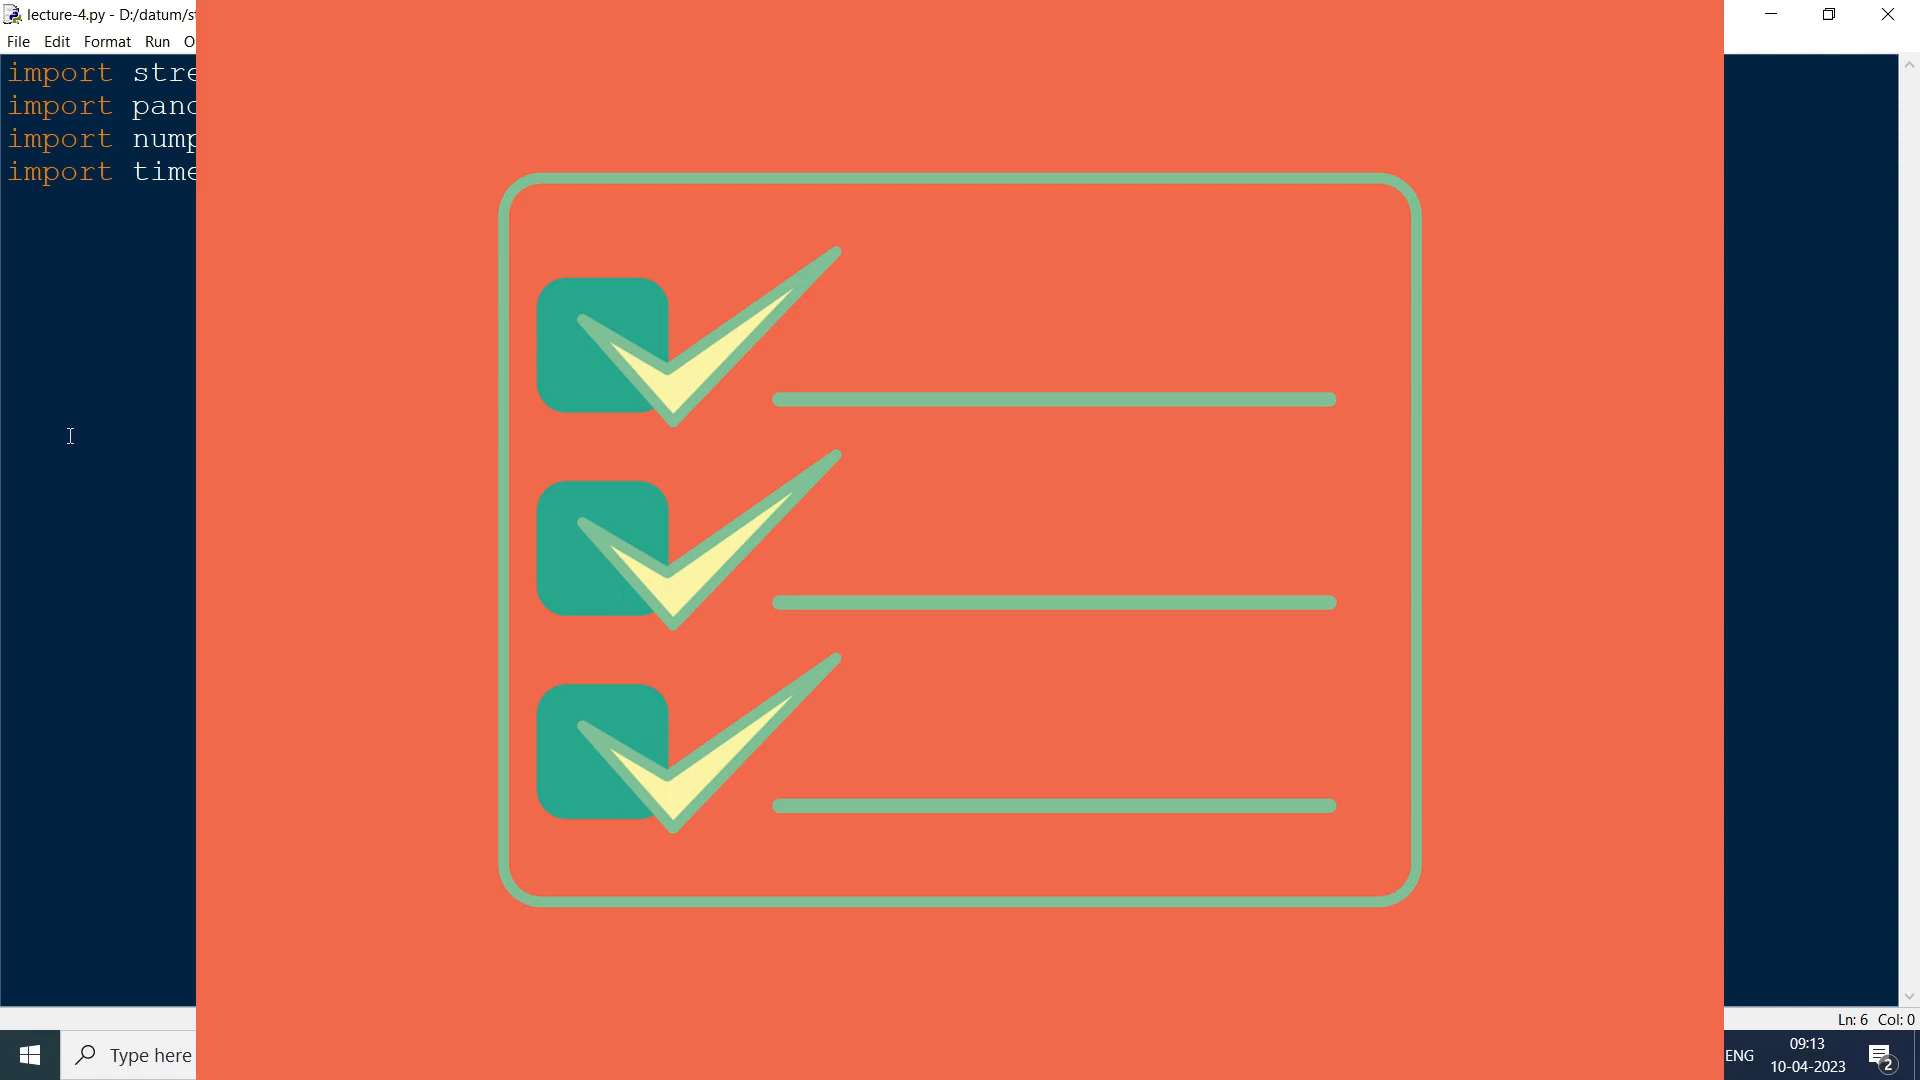 lecture-4.py - D:/datum/s
File Edit Format Run O
import stre
import pand
import nump
import time
Ln: 6 Col: 0
Type here
ENG
09:13
10-04-2023
2